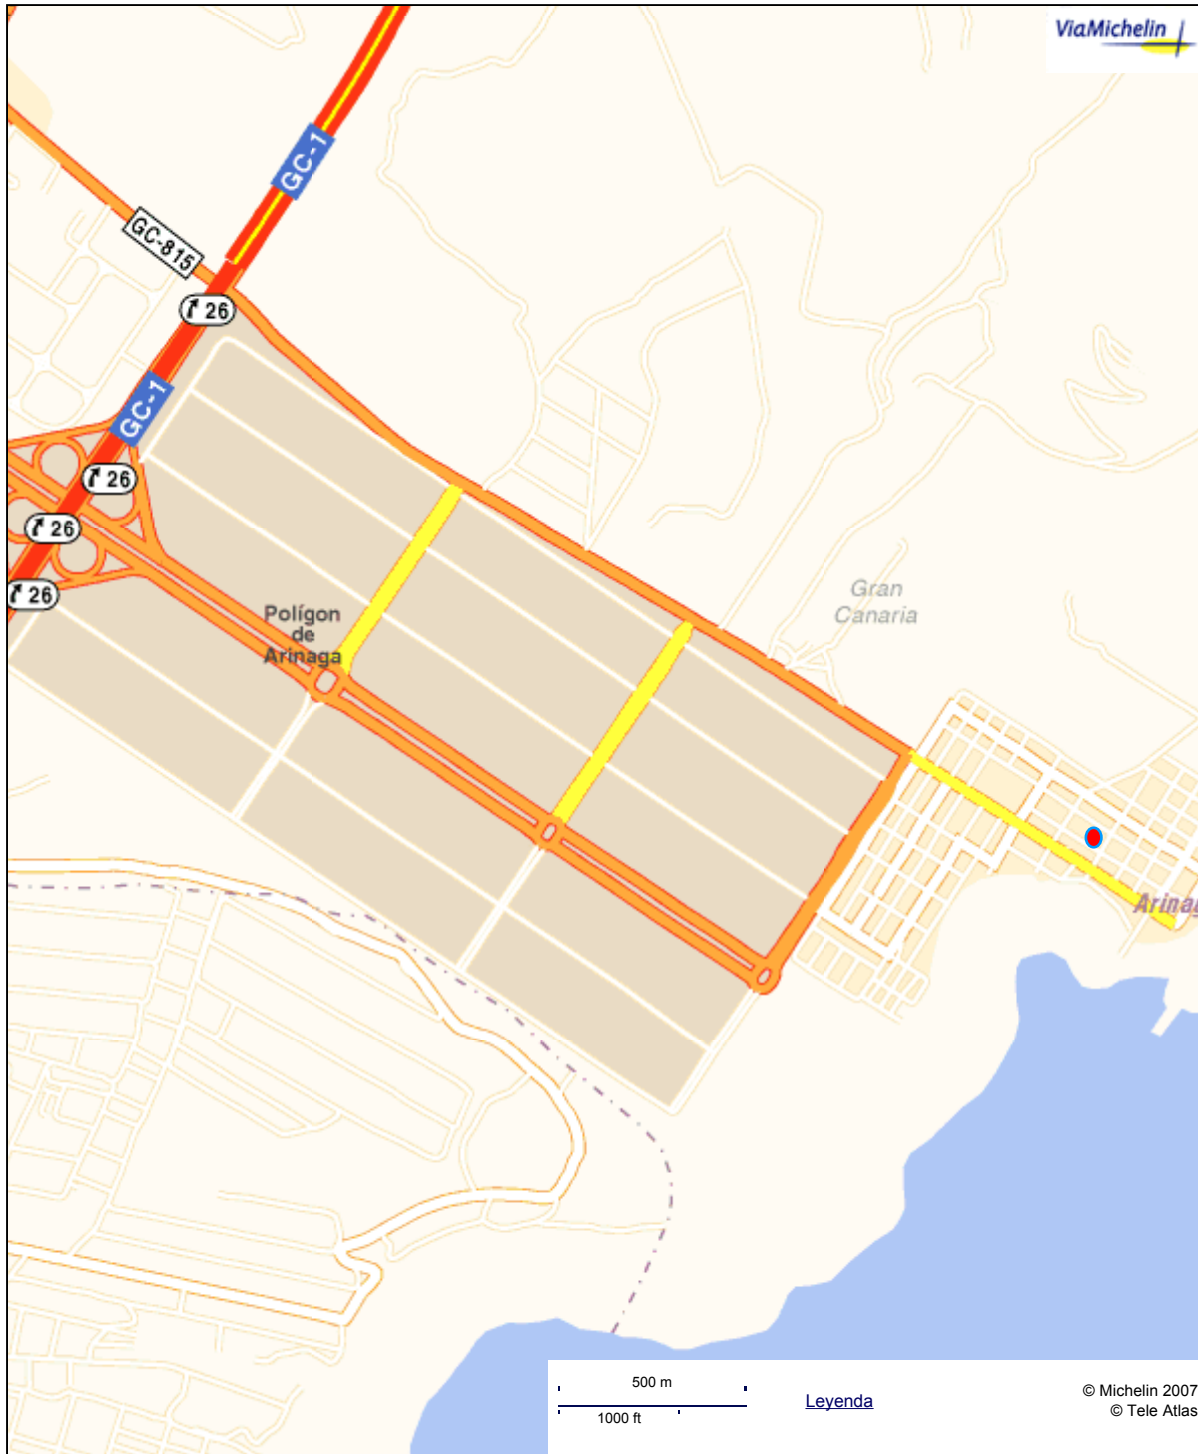 ViaMichelin
GC-1
GC-815
26
GC-1
26
26
26
Polígon
de
Arinaga
Gran
Canaria
Arinag
500 m
1000 ft
Leyenda
© Michelin 2007
© Tele Atlas